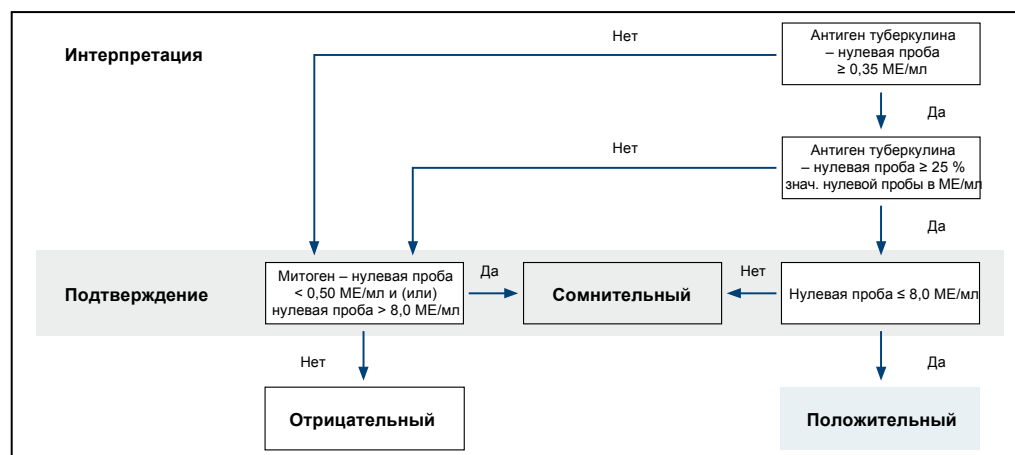 Интерпретация
Нет
Антиген туберкулина
– нулевая проба
≥ 0,35 МЕ/мл
Да
Нет
Антиген туберкулина
– нулевая проба ≥ 25 %
знач. нулевой пробы в МЕ/мл
Да
Подтверждение
Митоген – нулевая проба
< 0,50 МЕ/мл и (или)
нулевая проба > 8,0 МЕ/мл
Да
Сомнительный
Нет
Нулевая проба ≤ 8,0 МЕ/мл
Нет
Да
Отрицательный
Положительный